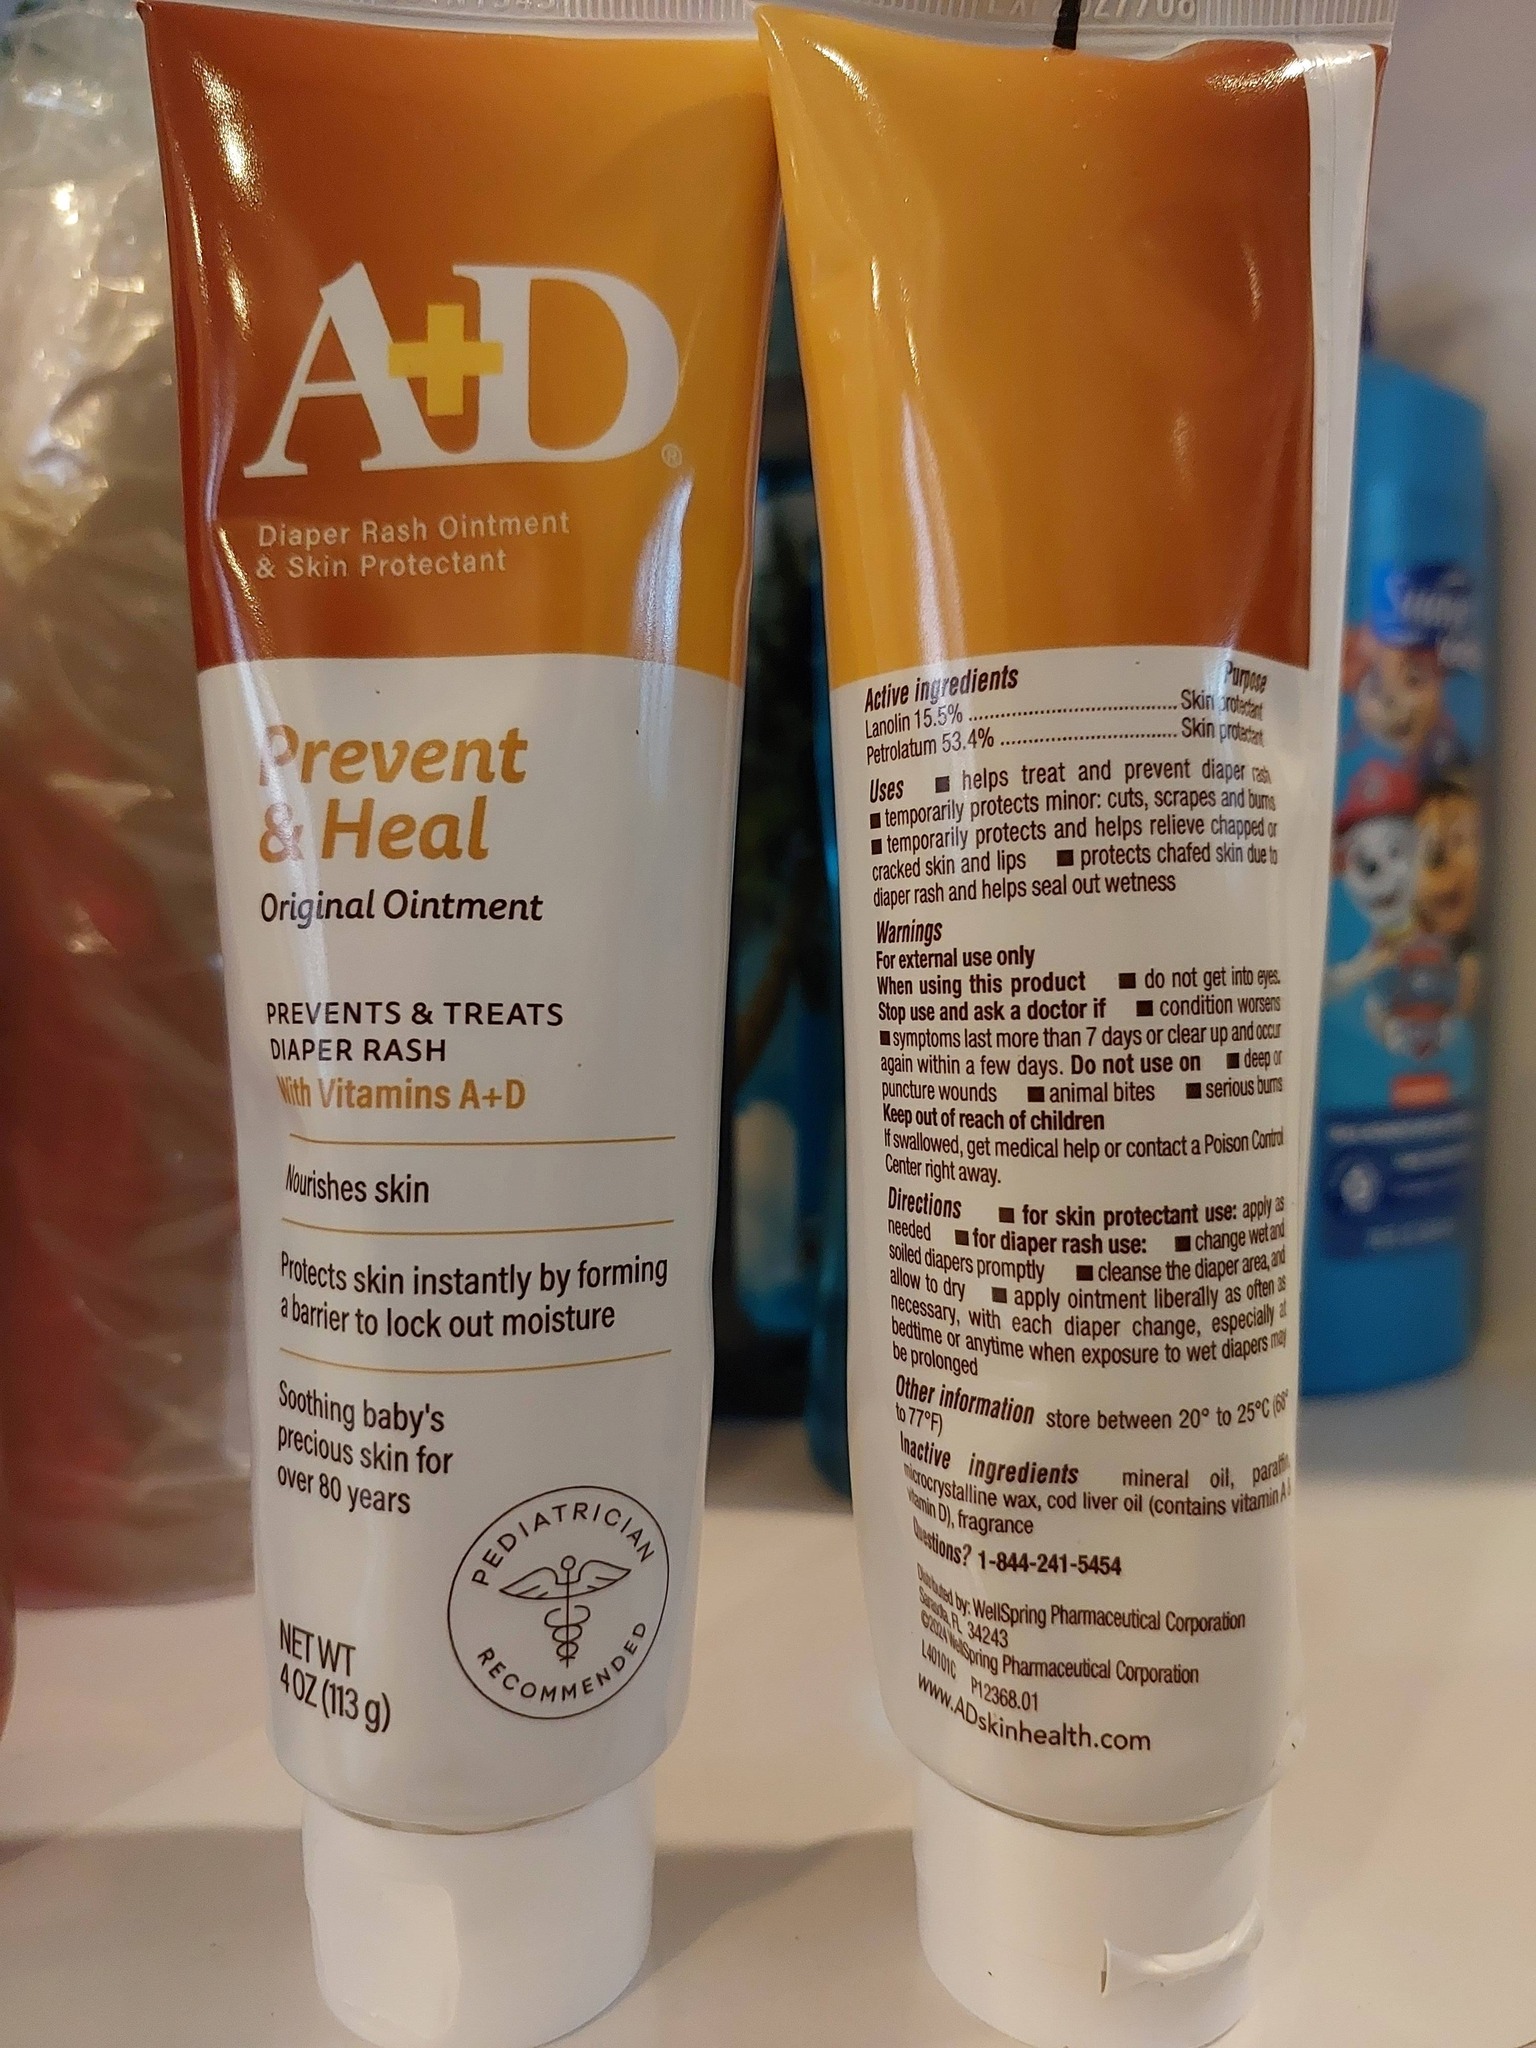 A+D®
Diaper Rash Ointment
& Skin Protectant
Prevent
& Heal
Original Ointment
PREVENTS & TREATS
DIAPER RASH
With Vitamins A+D
Nourishes skin
Protects skin instantly by forming
a barrier to lock out moisture
Soothing baby's
precious skin for
over 80 years
PEDIATRICIAN
RECOMMENDED
NET WT
4 OZ (113 g)
Active ingredients Purpose
Lanolin 15.5% .......................................... Skin protectant
Petrolatum 53.4% .................................... Skin protectant
Uses ■ helps treat and prevent diaper rash
■ temporarily protects minor: cuts, scrapes and burns
■ temporarily protects and helps relieve chapped or
cracked skin and lips ■ protects chafed skin due to
diaper rash and helps seal out wetness
Warnings
For external use only
When using this product ■ do not get into eyes.
Stop use and ask a doctor if ■ condition worsens
■ symptoms last more than 7 days or clear up and occur
again within a few days. Do not use on ■ deep or
puncture wounds ■ animal bites ■ serious burns
Keep out of reach of children
If swallowed, get medical help or contact a Poison Control
Center right away.
Directions ■ for skin protectant use: apply as
needed ■ for diaper rash use: ■ change wet and
soiled diapers promptly ■ cleanse the diaper area, and
allow to dry ■ apply ointment liberally as often as
necessary, with each diaper change, especially at
bedtime or anytime when exposure to wet diapers may
be prolonged
Other information store between 20° to 25°C (68°
to 77°F)
Inactive ingredients mineral oil, paraffin,
microcrystalline wax, cod liver oil (contains vitamin A &
vitamin D), fragrance
Questions? 1-844-241-5454
Distributed by: WellSpring Pharmaceutical Corporation
Sarasota, FL 34243
©2024 WellSpring Pharmaceutical Corporation
L40101C P12368.01
www.ADskinhealth.com